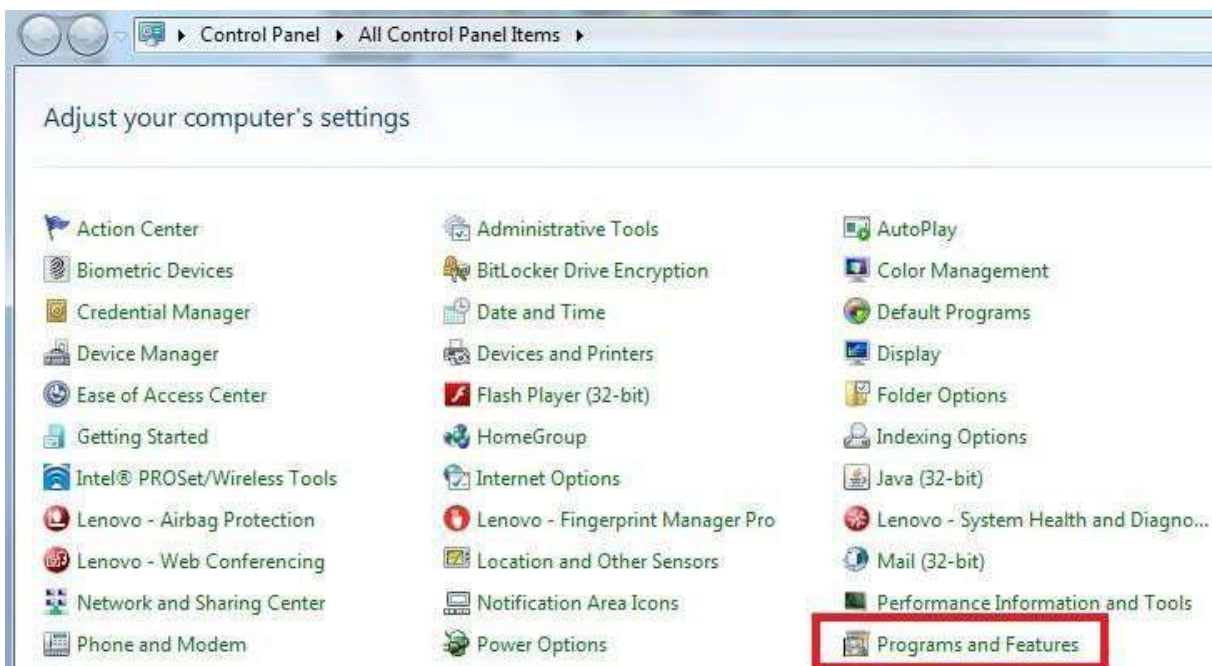 Control Panel All Control Panel Items
Adjust your computer's settings
Action Center Administrative Tools AutoPlay
Biometric Devices BitLocker Drive Encryption Color Management
Credential Manager Date and Time Default Programs
Device Manager Devices and Printers Display
Ease of Access Center Flash Player (32-bit) Folder Options
Getting Started HomeGroup Indexing Options
Intel® PROSet/Wireless Tools Internet Options Java (32-bit)
Lenovo - Airbag Protection Lenovo - Fingerprint Manager Pro Lenovo - System Health and Diagno...
Lenovo - Web Conferencing Location and Other Sensors Mail (32-bit)
Network and Sharing Center Notification Area Icons Performance Information and Tools
Phone and Modem Power Options Programs and Features